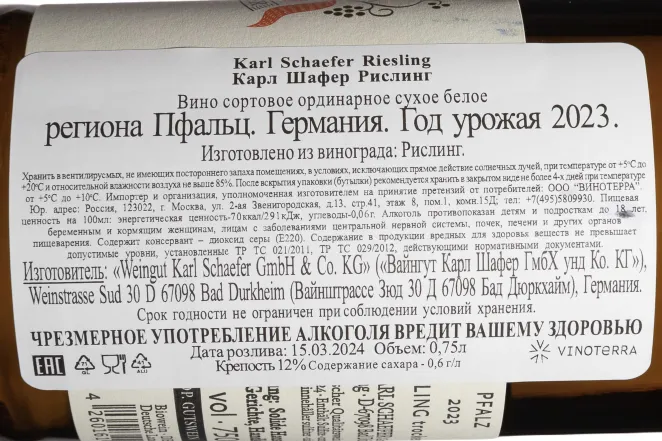 Karl Schaefer Riesling
Карл Шафер Рислинг
Вино сортовое ординарное сухое белое
региона Пфальц. Германия. Год урожая 2023.
Изготовлено из винограда: Рислинг.
Хранить в вентилируемых, не имеющих постороннего запаха помещениях, в условиях, исключающих прямое действие солнечных лучей, при температуре от +5°C до
+20°C и относительной влажности воздуха не выше 85%. После вскрытия упаковки (бутылки) рекомендуется хранить в закрытом виде не более 4-х дней при температуре
от +5°C до +10°C. Импортер и организация, уполномоченная изготовителем на принятие претензий от потребителей: ООО "ВИНОТЕРРА".
Юр. адрес: Россия, 123022, г. Москва, ул. 2-ая Звенигородская, д.13, стр.41, этаж 8, пом.1, комн.15Д; тел: +7(495)5809930. Пищевая
ценность на 100мл: энергетическая ценность-70ккал/291кДж, углеводы-0,06г. Алкоголь противопоказан детям и подросткам до 18 лет,
беременным и кормящим женщинам, лицам с заболеваниями центральной нервной системы, почек, печени и других органов
пищеварения. Содержит консервант – диоксид серы (E220). Содержание в продукции вредных для здоровья веществ не превышает
допустимые уровни, установленные ТР ТС 021/2011, ТР ТС 029/2012, действующими нормативными документами.
Изготовитель: «Weingut Karl Schaefer GmbH & Co. KG» («Вайнгут Карл Шафер ГмбХ унд Ко. КГ»),
Weinstrasse Sud 30 D 67098 Bad Durkheim (Вайнштрассе Зюд 30 Д 67098 Бад Дюркхайм), Германия.
Срок годности не ограничен при соблюдении условий хранения.
ЧРЕЗМЕРНОЕ УПОТРЕБЛЕНИЕ АЛКОГОЛЯ ВРЕДИТ ВАШЕМУ ЗДОРОВЬЮ
Дата розлива: 15.03.2024 Объем: 0,75л
Крепость 12% Содержание сахара - 0,6 г/л
EAC
GL
ALU
VINOTERRA
PFALZ
2023
LING